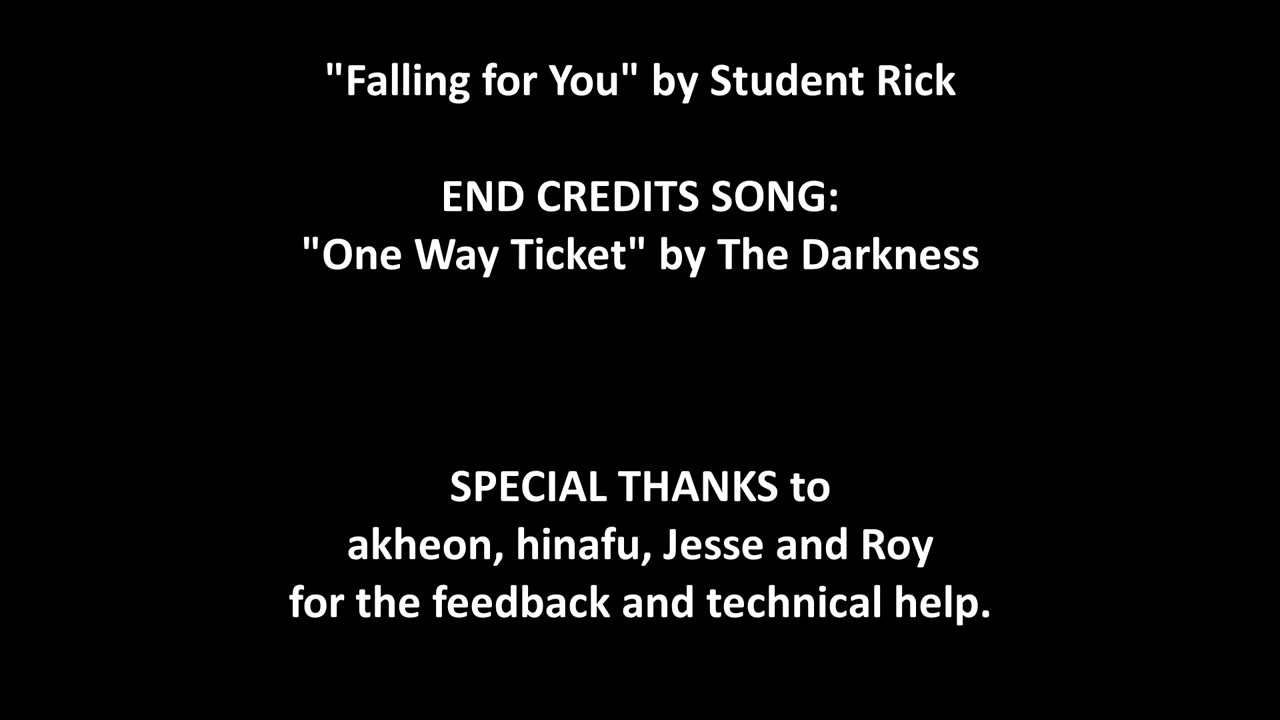 "Falling for You" by Student Rick
END CREDITS SONG:
"One Way Ticket" by The Darkness
SPECIAL THANKS to
akheon, hinafu, Jesse and Roy
for the feedback and technical help.